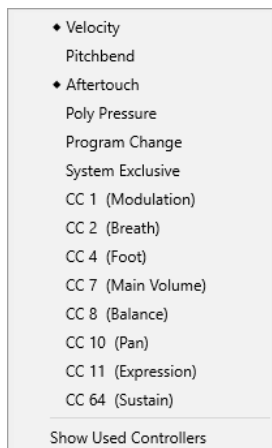 ◆ Velocity
Pitchbend
◆ Aftertouch
Poly Pressure
Program Change
System Exclusive
CC 1 (Modulation)
CC 2 (Breath)
CC 4 (Foot)
CC 7 (Main Volume)
CC 8 (Balance)
CC 10 (Pan)
CC 11 (Expression)
CC 64 (Sustain)
Show Used Controllers